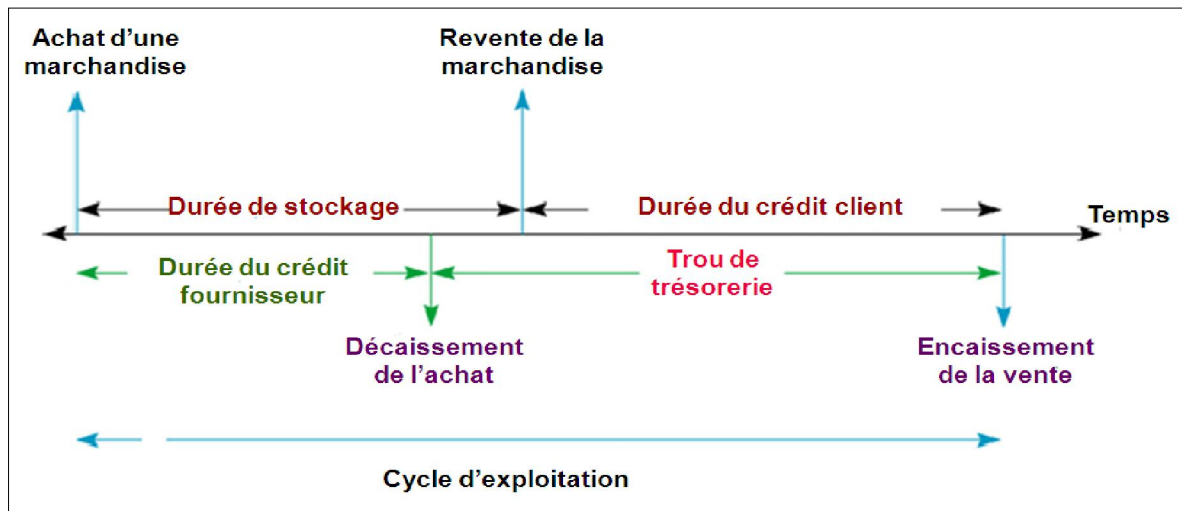 Achat d'une
marchandise
Revente de la
marchandise
Durée de stockage
Durée du crédit client
Temps
Durée du crédit
fournisseur
Trou de
trésorerie
Décaissement
de l'achat
Encaissement
de la vente
Cycle d'exploitation